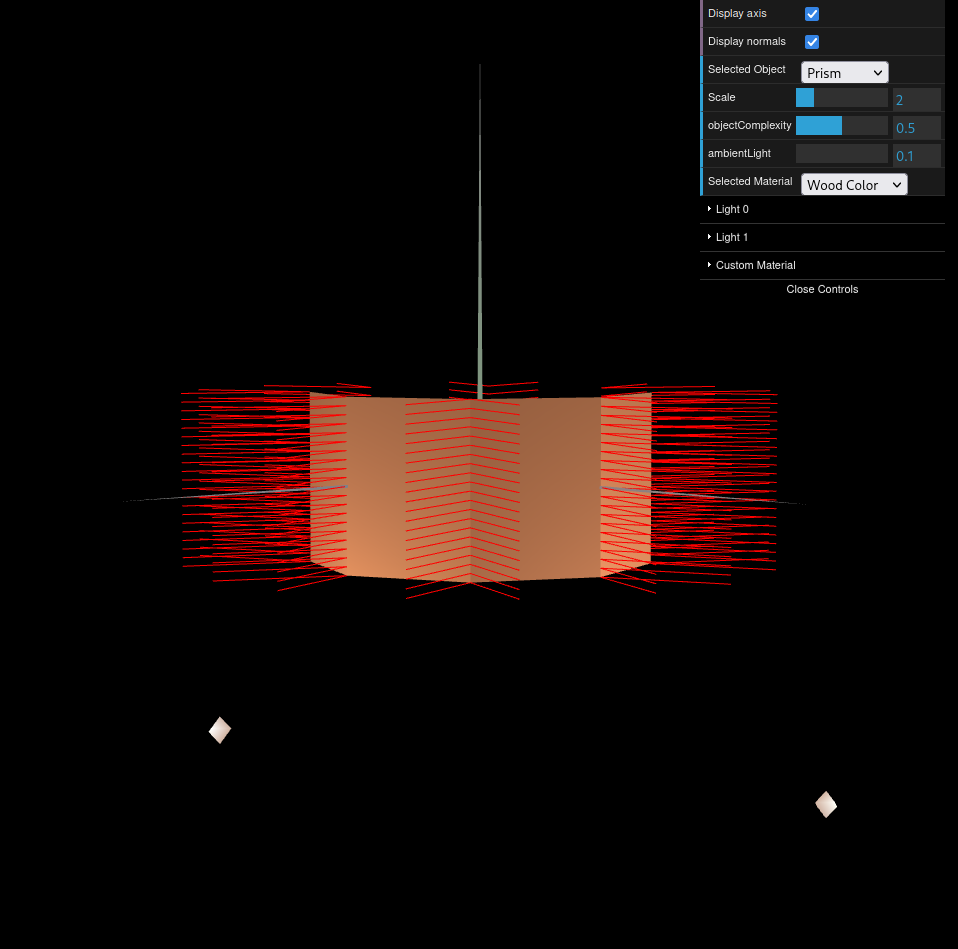 Display axis
Display normals
Selected Object Prism
Scale 2
objectComplexity 0.5
ambientLight 0.1
Selected Material Wood Color
Light 0
Light 1
Custom Material
Close Controls